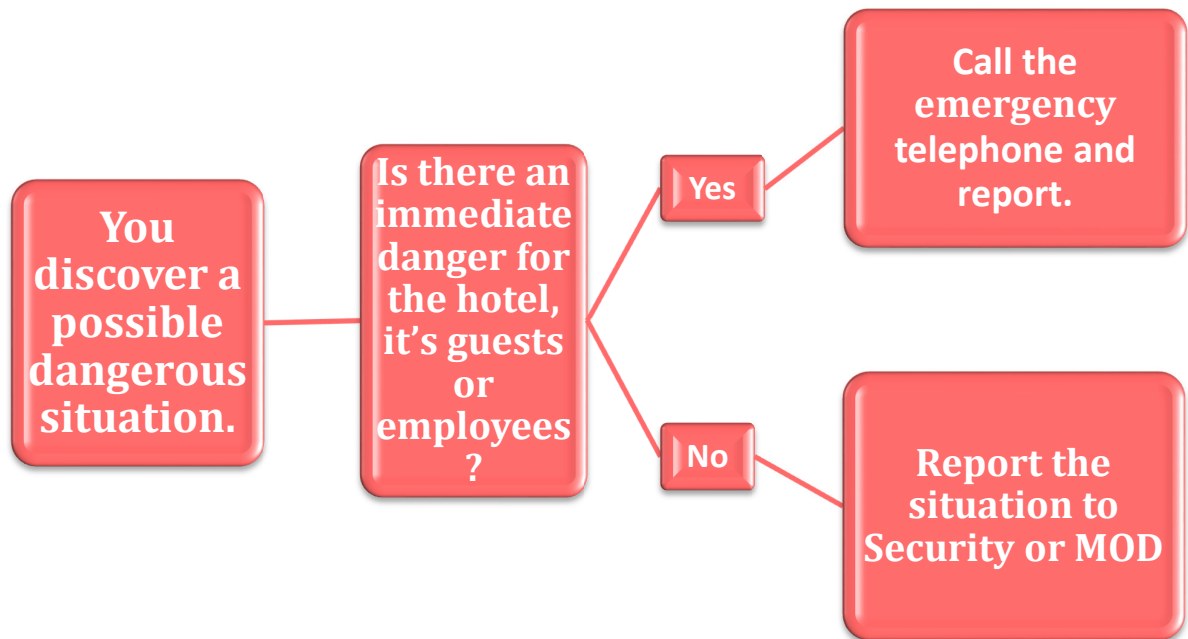 You
discover a
possible
dangerous
situation.
Is there an
immediate
danger for
the hotel,
it’s guests
or
employees
?
Yes
Call the
emergency
telephone and
report.
No
Report the
situation to
Security or MOD